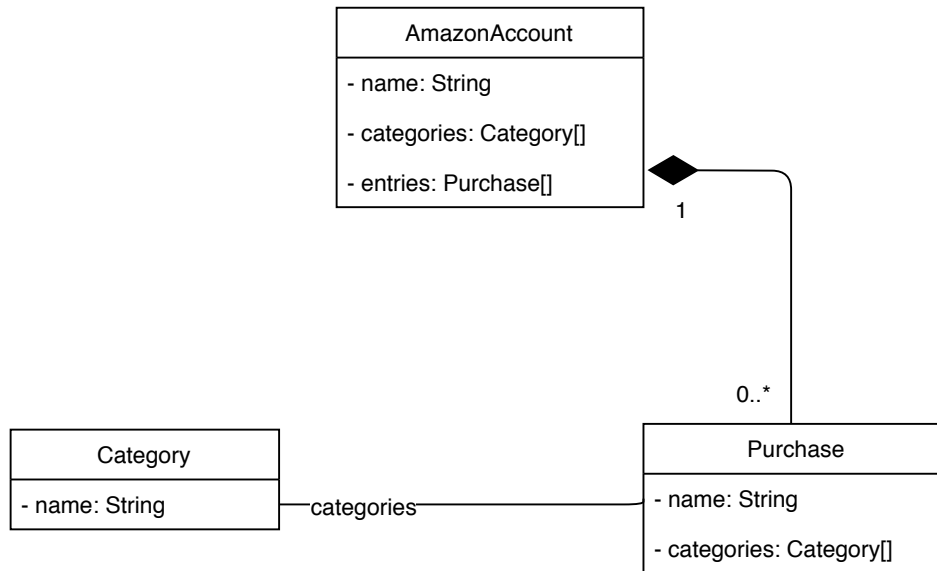 AmazonAccount
- name: String
- categories: Category[]
- entries: Purchase[]
1
0..*
Category
- name: String
categories
Purchase
- name: String
- categories: Category[]